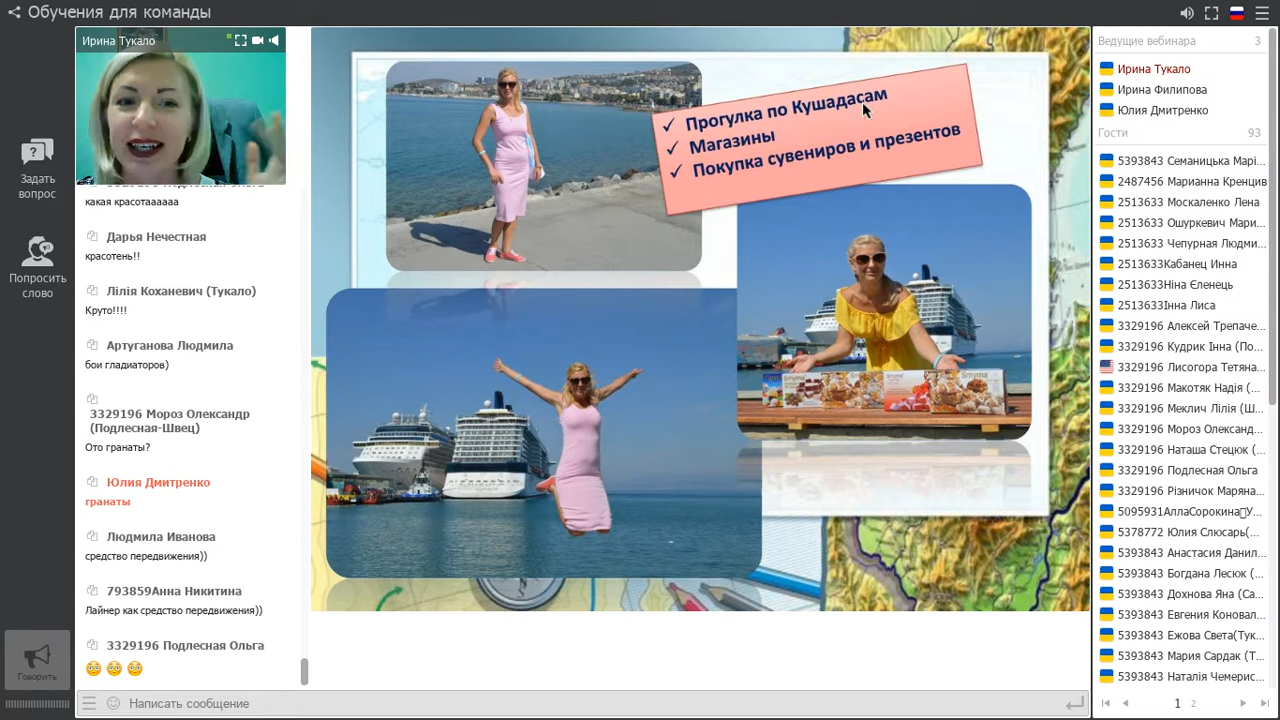 Обучения для команды
Ирина Тукало
какая красотаааааа
Дарья Нечестная
красотень!!
Лілія Коханевич (Тукало)
Круто!!!!
Артуганова Людмила
бои гладиаторов)
3329196 Мороз Олександр
(Подлесная-Швец)
Ото гранаты?
Юлия Дмитренко
гранаты
Людмила Иванова
средство передвижения))
793859Анна Никитина
Лайнер как средство передвижения))
3329196 Подлесная Ольга
Написать сообщение
Задать
вопрос
Попросить
слово
Говорить
Прогулка по Кушадасам
Магазины
Покупка сувениров и презентов
Ведущие вебинара 3
Ирина Тукало
Ирина Филипова
Юлия Дмитренко
Гости 93
5393843 Семаницька Марі...
2487456 Марианна Кренцив
2513633 Москаленко Лена
2513633 Ошуркевич Мари...
2513633 Чепурная Людми...
2513633Кабанец Инна
2513633Ніна Єленець
2513633Інна Лиса
3329196 Алексей Трепаче...
3329196 Кудрик Інна (По...
3329196 Лисогора Тетяна...
3329196 Макотяк Надія (...
3329196 Меклич Лілія (Ш...
3329196 Мороз Олександ...
3329196 Наташа Стецюк (...
3329196 Подлесная Ольга
3329196 Різничок Маряна...
5095931АллаСорокина У...
5378772 Юлия Слюсарь(...
5393843 Анастасия Данил...
5393843 Богдана Лесюк (...
5393843 Дохнова Яна (Са...
5393843 Евгения Коновал...
5393843 Ежова Света(Тук...
5393843 Мария Сардак (Т...
5393843 Наталія Чемерис...
1 2